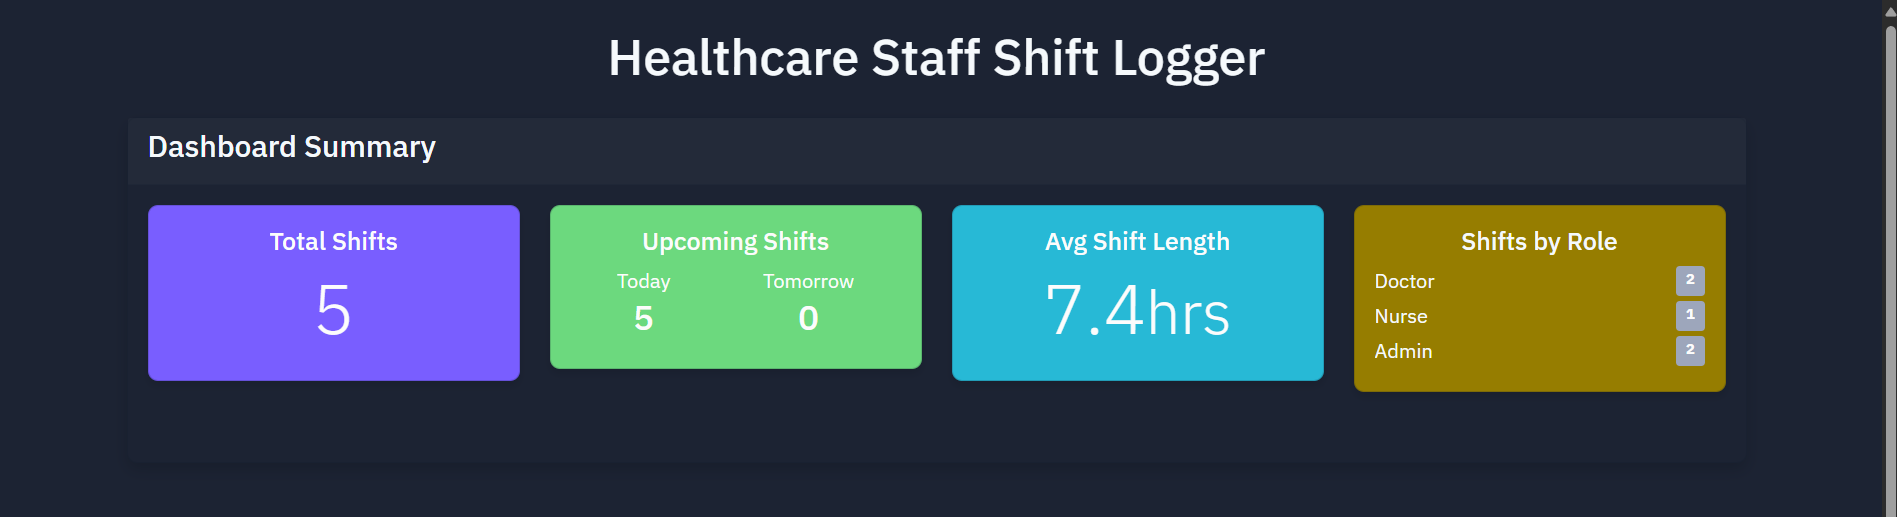 Healthcare Staff Shift Logger
Dashboard Summary
Total Shifts
5
Upcoming Shifts
Today Tomorrow
5 0
Avg Shift Length
7.4hrs
Shifts by Role
Doctor 2
Nurse 1
Admin 2